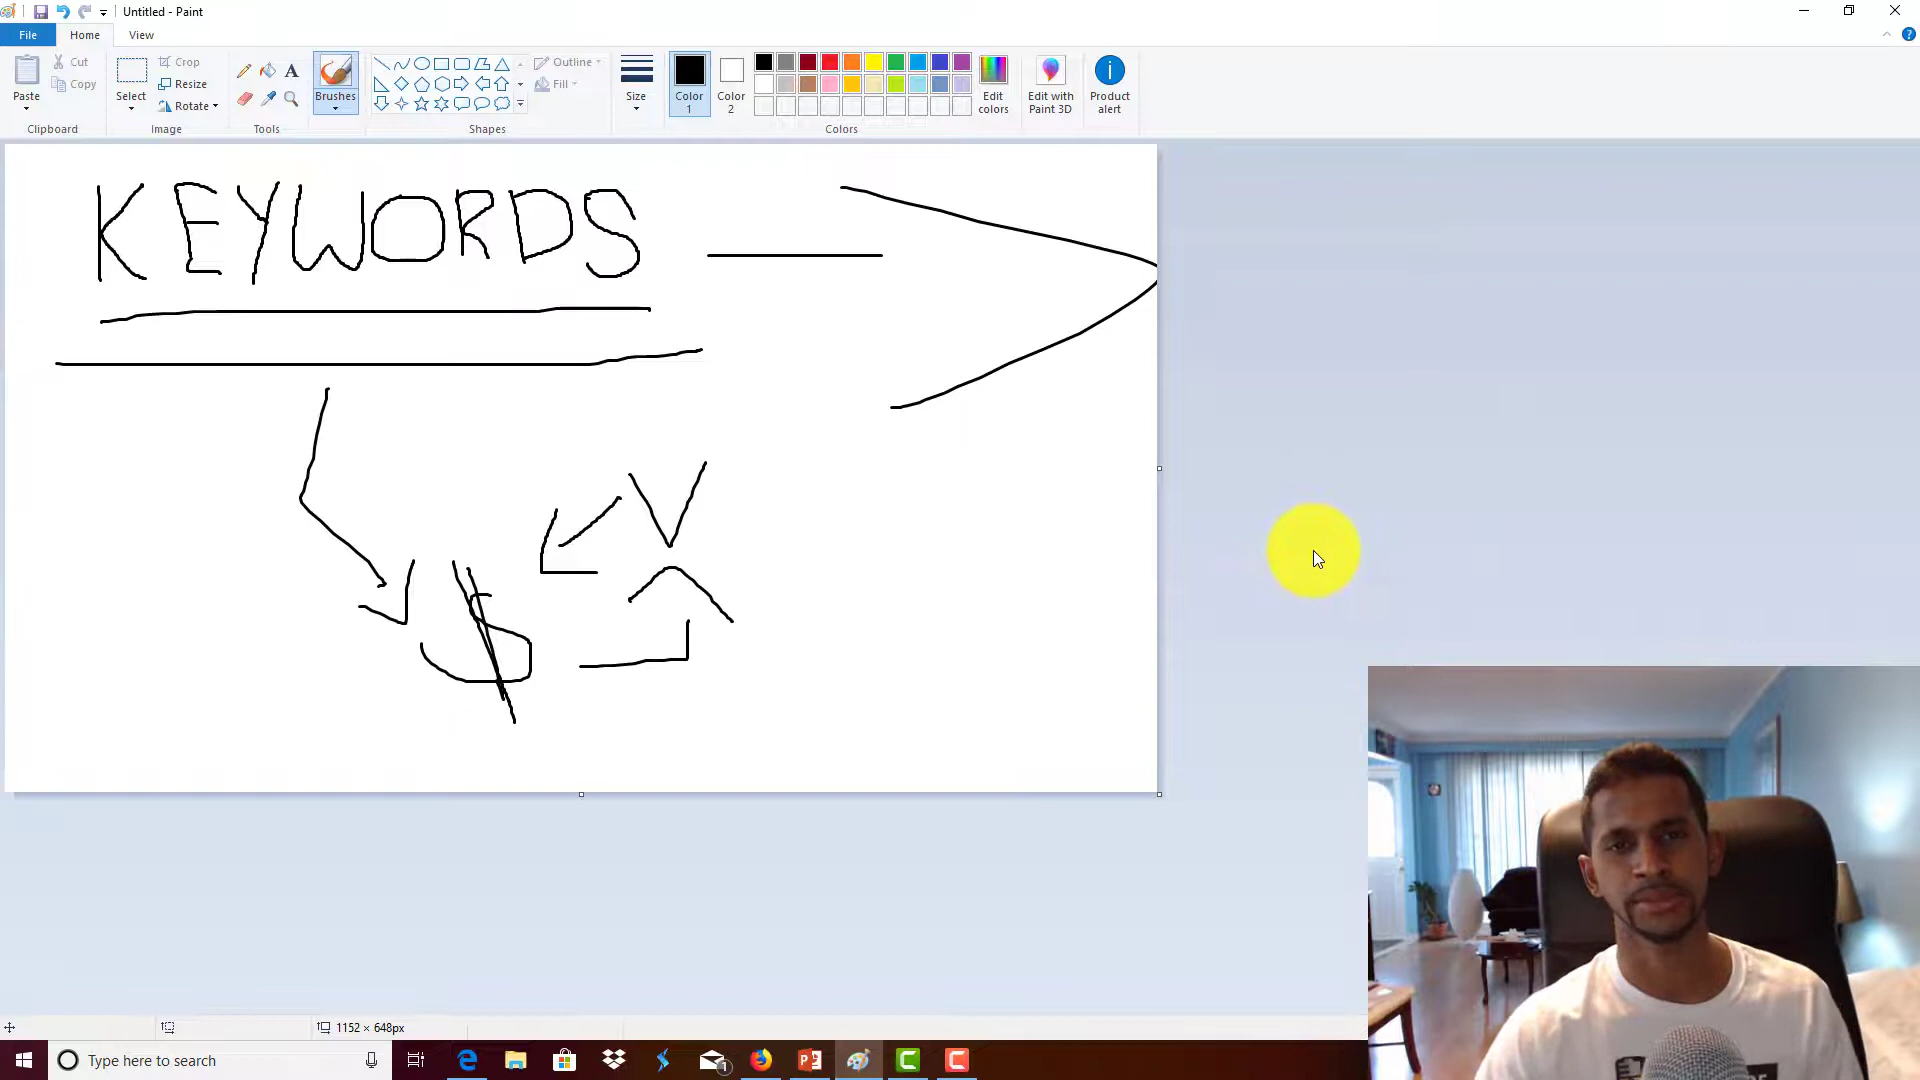 Untitled - Paint
File Home View
Paste
Cut
Copy
Clipboard
Select
Crop
Resize
Rotate
Image
A
Tools
Brushes
Outline
Fill
Shapes
Size
Color 1
Color 2
Edit colors
Colors
Edit with Paint 3D
Product alert
KEYWORDS
$
1152 × 648px
Type here to search